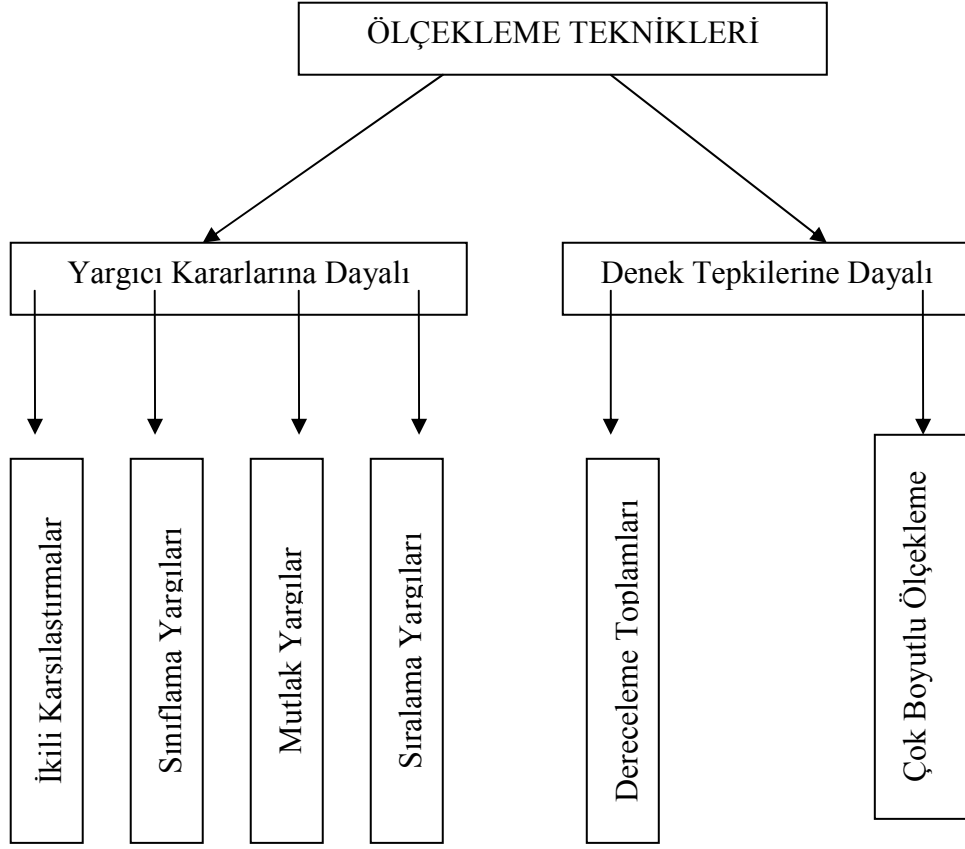 ÖLÇEKLEME TEKNİKLERİ
Yargıcı Kararlarına Dayalı
Denek Tepkilerine Dayalı
İkili Karşılaştırmalar
Sınıflama Yargıları
Mutlak Yargılar
Sıralama Yargıları
Dereceleme Toplamları
Çok Boyutlu Ölçekleme